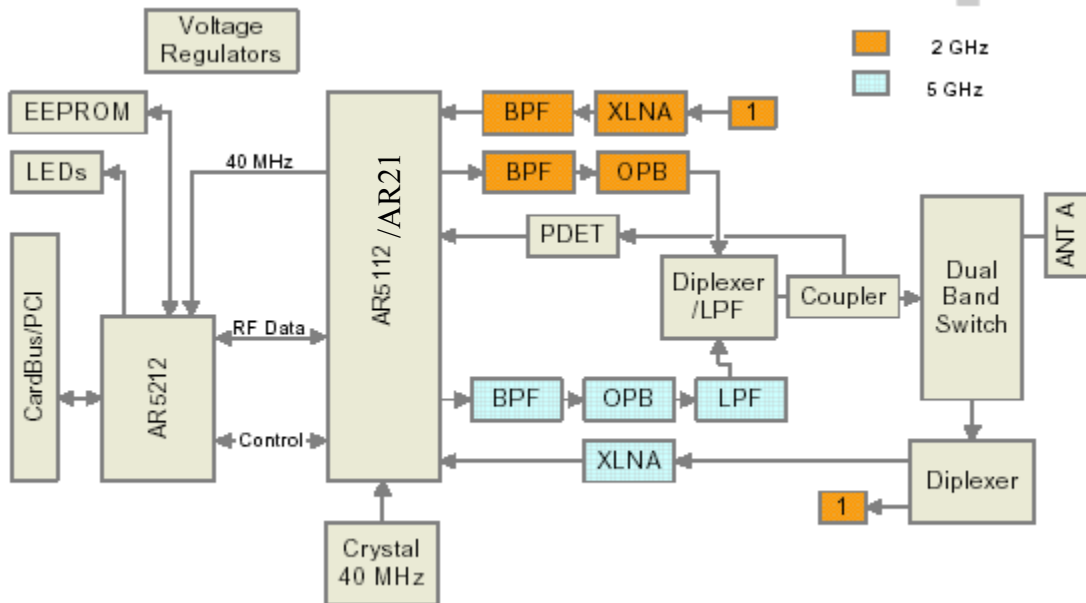 Voltage
Regulators
2 GHz
5 GHz
EEPROM
BPF
XLNA
1
LEDs
40 MHz
BPF
OPB
AR5112 /AR21
PDET
ANT A
Diplexer
/LPF
Coupler
Dual
Band
Switch
CardBus/PCI
AR5212
RF Data
BPF
OPB
LPF
Control
XLNA
Diplexer
1
Crystal
40 MHz